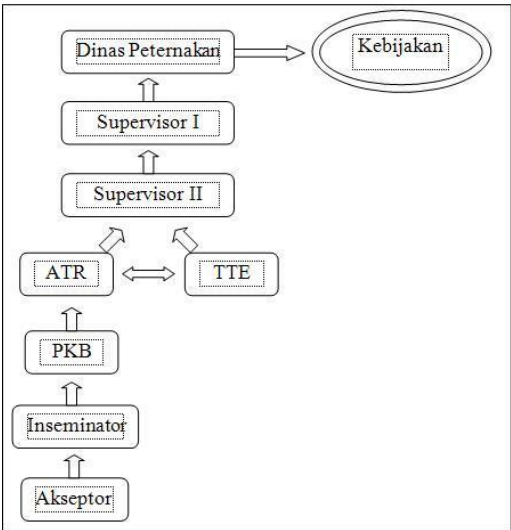 Dinas Peternakan
Kebijakan
Supervisor I
Supervisor II
ATR
TTE
PKB
Inseminator
Akseptor